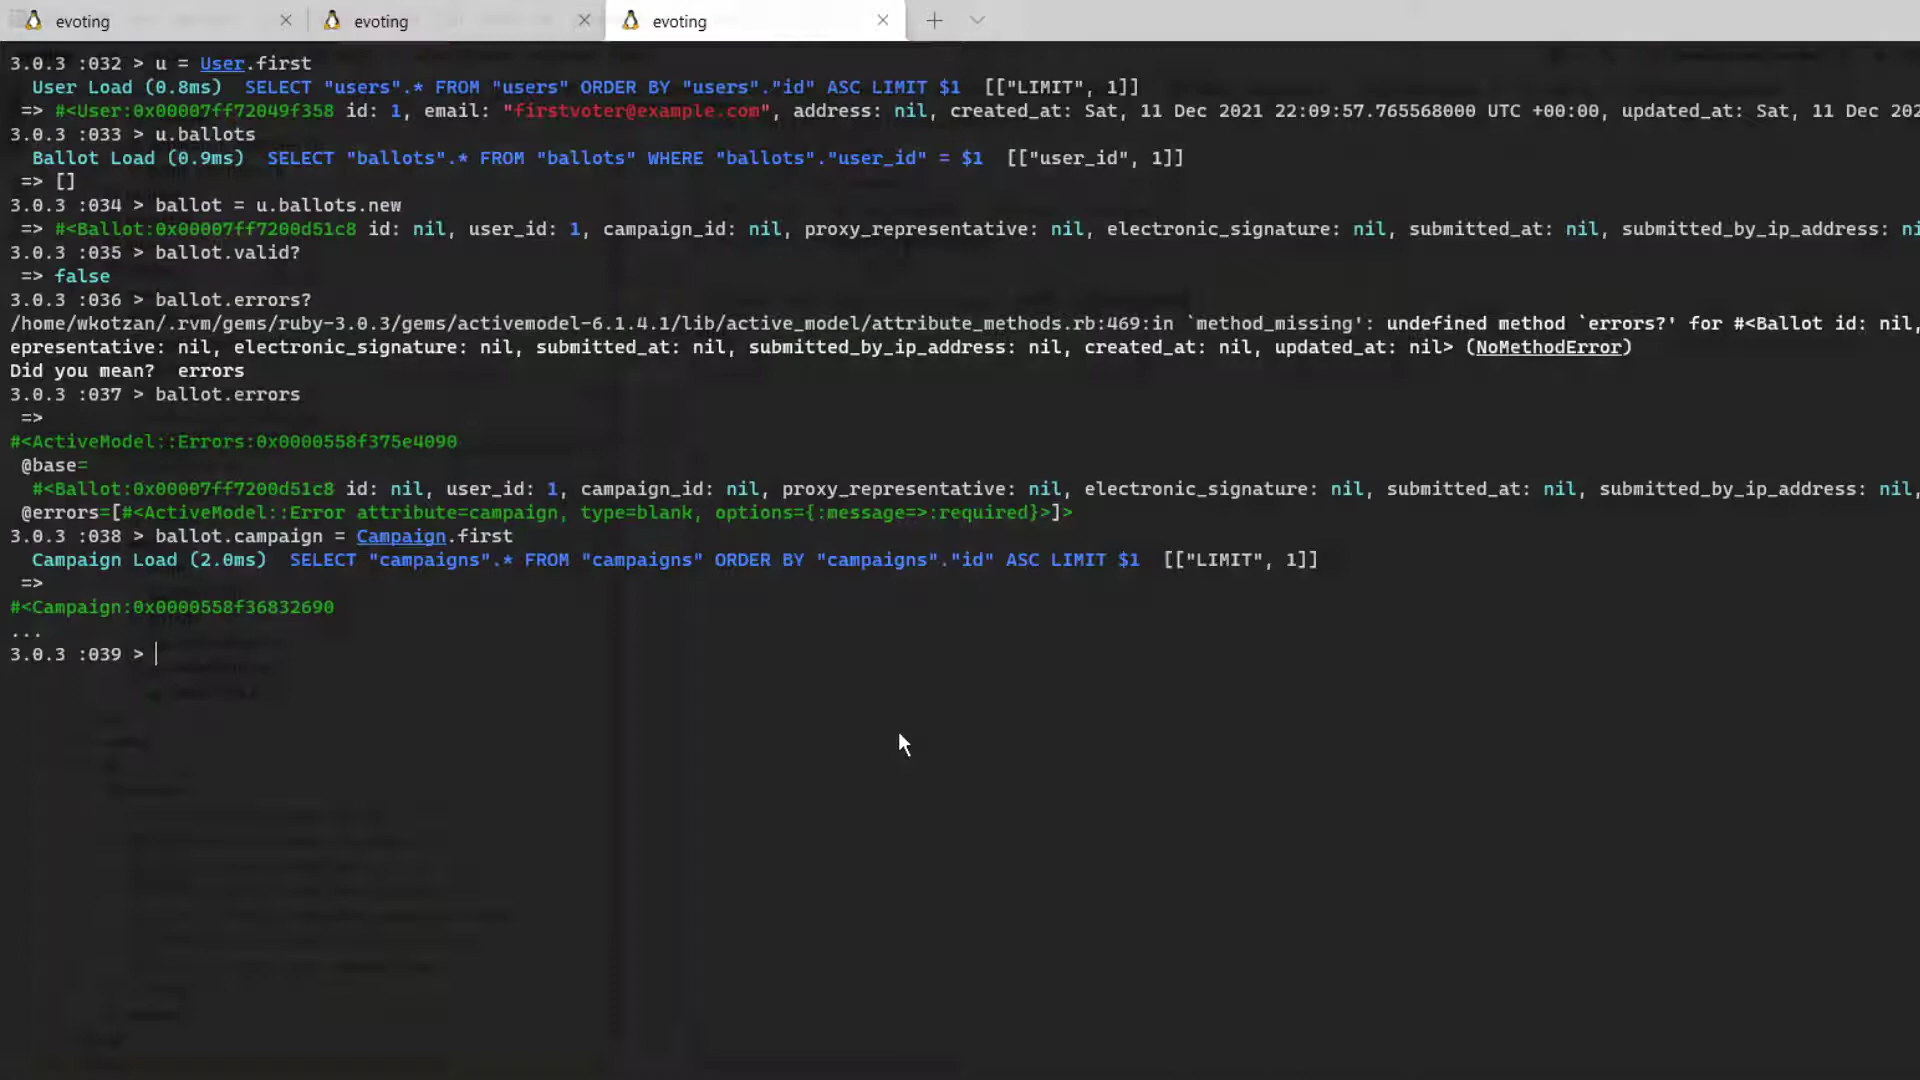 evoting
evoting
evoting
3.0.3 :032 > u = User.first
User Load (0.8ms)  SELECT "users".* FROM "users" ORDER BY "users"."id" ASC LIMIT $1  [["LIMIT", 1]]
=> #<User:0x00007ff72049f358 id: 1, email: "firstvoter@example.com", address: nil, created_at: Sat, 11 Dec 2021 22:09:57.765568000 UTC +00:00, updated_at: Sat, 11 Dec 202
3.0.3 :033 > u.ballots
Ballot Load (0.9ms)  SELECT "ballots".* FROM "ballots" WHERE "ballots"."user_id" = $1  [["user_id", 1]]
=> []
3.0.3 :034 > ballot = u.ballots.new
=> #<Ballot:0x00007ff7200d51c8 id: nil, user_id: 1, campaign_id: nil, proxy_representative: nil, electronic_signature: nil, submitted_at: nil, submitted_by_ip_address: ni
3.0.3 :035 > ballot.valid?
=> false
3.0.3 :036 > ballot.errors?
/home/wkotzan/.rvm/gems/ruby-3.0.3/gems/activemodel-6.1.4.1/lib/active_model/attribute_methods.rb:469:in `method_missing': undefined method `errors?' for #<Ballot id: nil,
epresentative: nil, electronic_signature: nil, submitted_at: nil, submitted_by_ip_address: nil, created_at: nil, updated_at: nil> (NoMethodError)
Did you mean?  errors
3.0.3 :037 > ballot.errors
=>
#<ActiveModel::Errors:0x0000558f375e4090
@base=
#<Ballot:0x00007ff7200d51c8 id: nil, user_id: 1, campaign_id: nil, proxy_representative: nil, electronic_signature: nil, submitted_at: nil, submitted_by_ip_address: nil,
@errors=[#<ActiveModel::Error attribute=campaign, type=blank, options={:message=>:required}>]>
3.0.3 :038 > ballot.campaign = Campaign.first
Campaign Load (2.0ms)  SELECT "campaigns".* FROM "campaigns" ORDER BY "campaigns"."id" ASC LIMIT $1  [["LIMIT", 1]]
=>
#<Campaign:0x0000558f36832690
...
3.0.3 :039 >